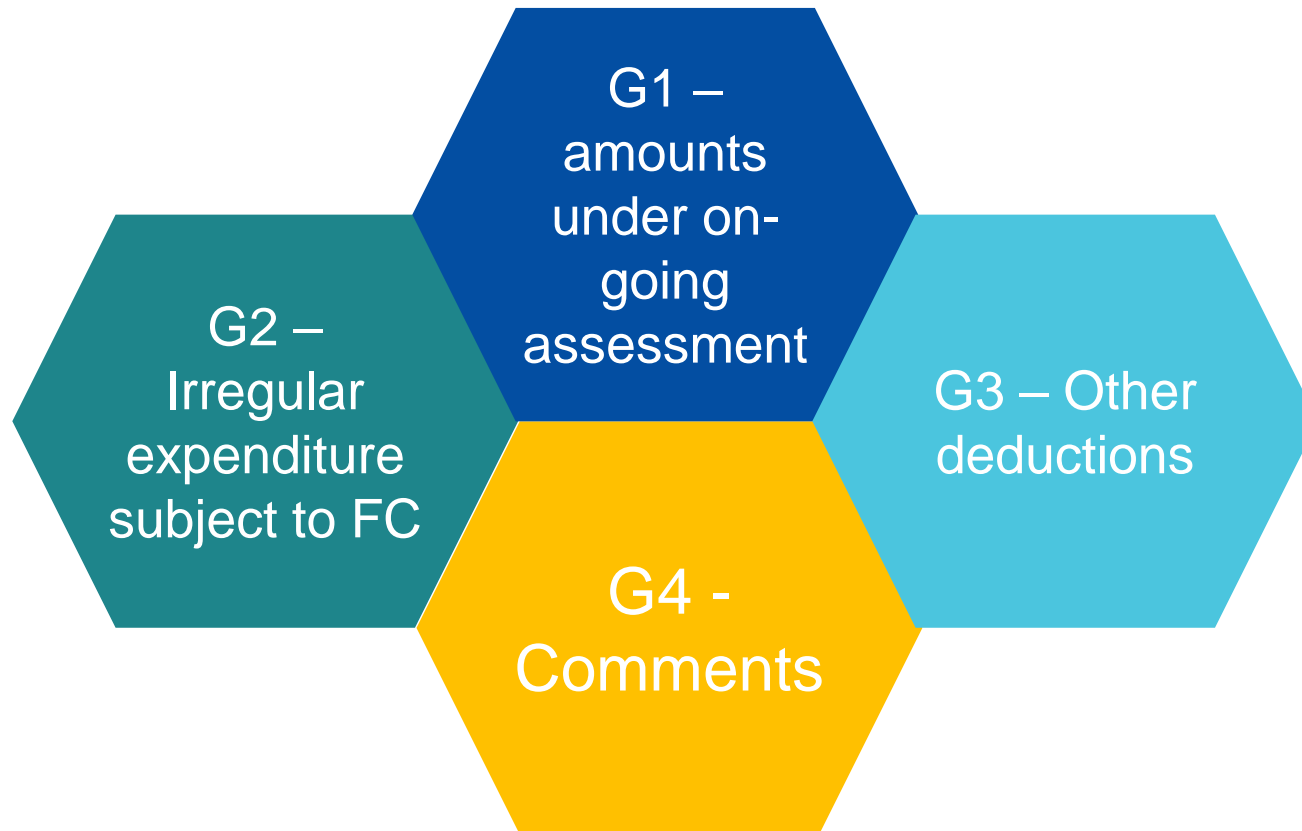 G1 –
amounts
under on-
going
assessment
G2 –
Irregular
expenditure
subject to FC
G3 – Other
deductions
G4 -
Comments